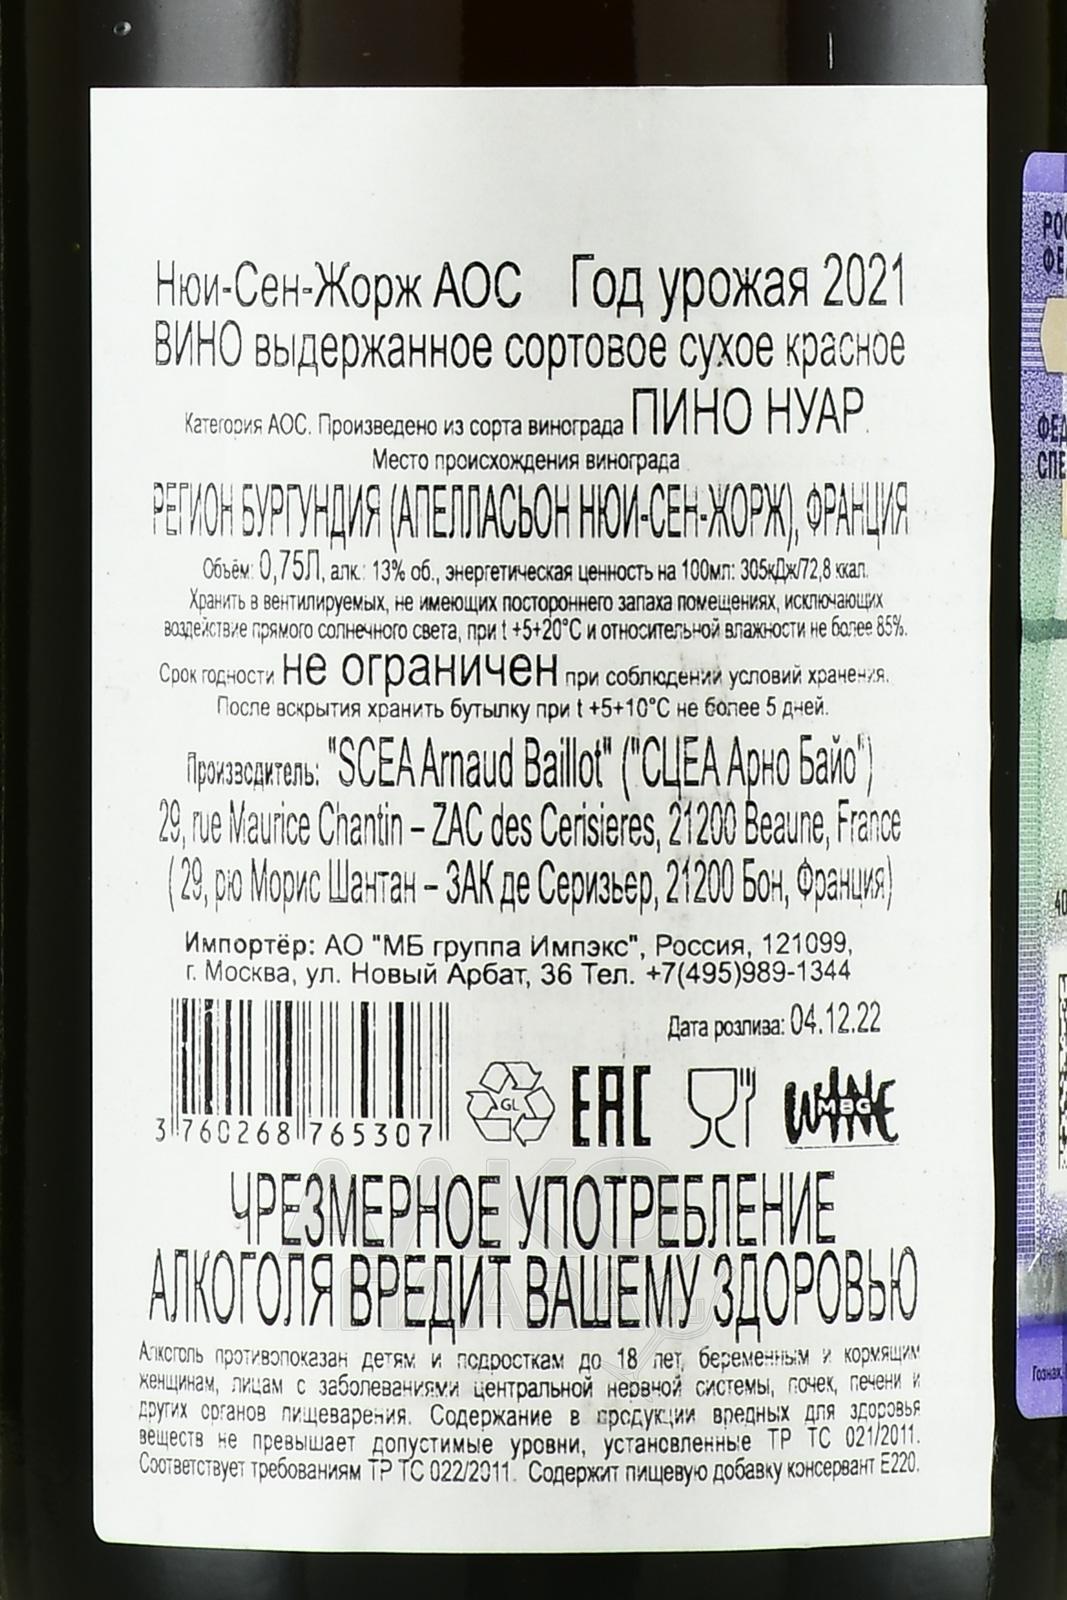 Нюи-Сен-Жорж АОС Год урожая 2021
ВИНО выдержанное сортовое сухое красное
Категория АОС. Произведено из сорта винограда ПИНО НУАР.
Место происхождения винограда
РЕГИОН БУРГУНДИЯ (АПЕЛЛАСЬОН НЮИ-СЕН-ЖОРЖ), ФРАНЦИЯ
Объём: 0,75Л, алк.: 13% об., энергетическая ценность на 100мл: 305кДж/72,8 ккал.
Хранить в вентилируемых, не имеющих постороннего запаха помещениях, исключающих
воздействие прямого солнечного света, при t +5+20°С и относительной влажности не более 85%.
Срок годности не ограничен при соблюдении условий хранения.
После вскрытия хранить бутылку при t +5+10°С не более 5 дней.
Производитель: "SCEA Arnaud Baillot" ("СЦЕА Арно Байо")
29, rue Maurice Chantin – ZAC des Cerisieres, 21200 Beaune, France
( 29, рю Морис Шантан – ЗАК де Серизьер, 21200 Бон, Франция)
Импортёр: АО "МБ группа Импэкс", Россия, 121099,
г. Москва, ул. Новый Арбат, 36 Тел. +7(495)989-1344
Дата розлива: 04.12.22
3 760268 765307
GL
EAC
WINE
MBG
ЧРЕЗМЕРНОЕ УПОТРЕБЛЕНИЕ
АЛКОГОЛЯ ВРЕДИТ ВАШЕМУ ЗДОРОВЬЮ
Алкоголь противопоказан детям и подросткам до 18 лет, беременным и кормящим
женщинам, лицам с заболеваниями центральной нервной системы, почек, печени и
других органов пищеварения. Содержание в продукции вредных для здоровья
веществ не превышает допустимые уровни, установленные ТР ТС 021/2011.
Соответствует требованиям ТР ТС 022/2011. Содержит пищевую добавку консервант Е220.